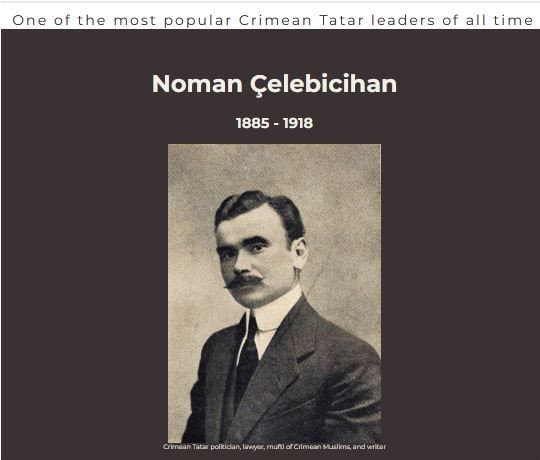 One of the most popular Crimean Tatar leaders of all time
Noman Çelebicihan
1885 - 1918
Crimean Tatar politician, lawyer, mufti of Crimean Muslims, and writer